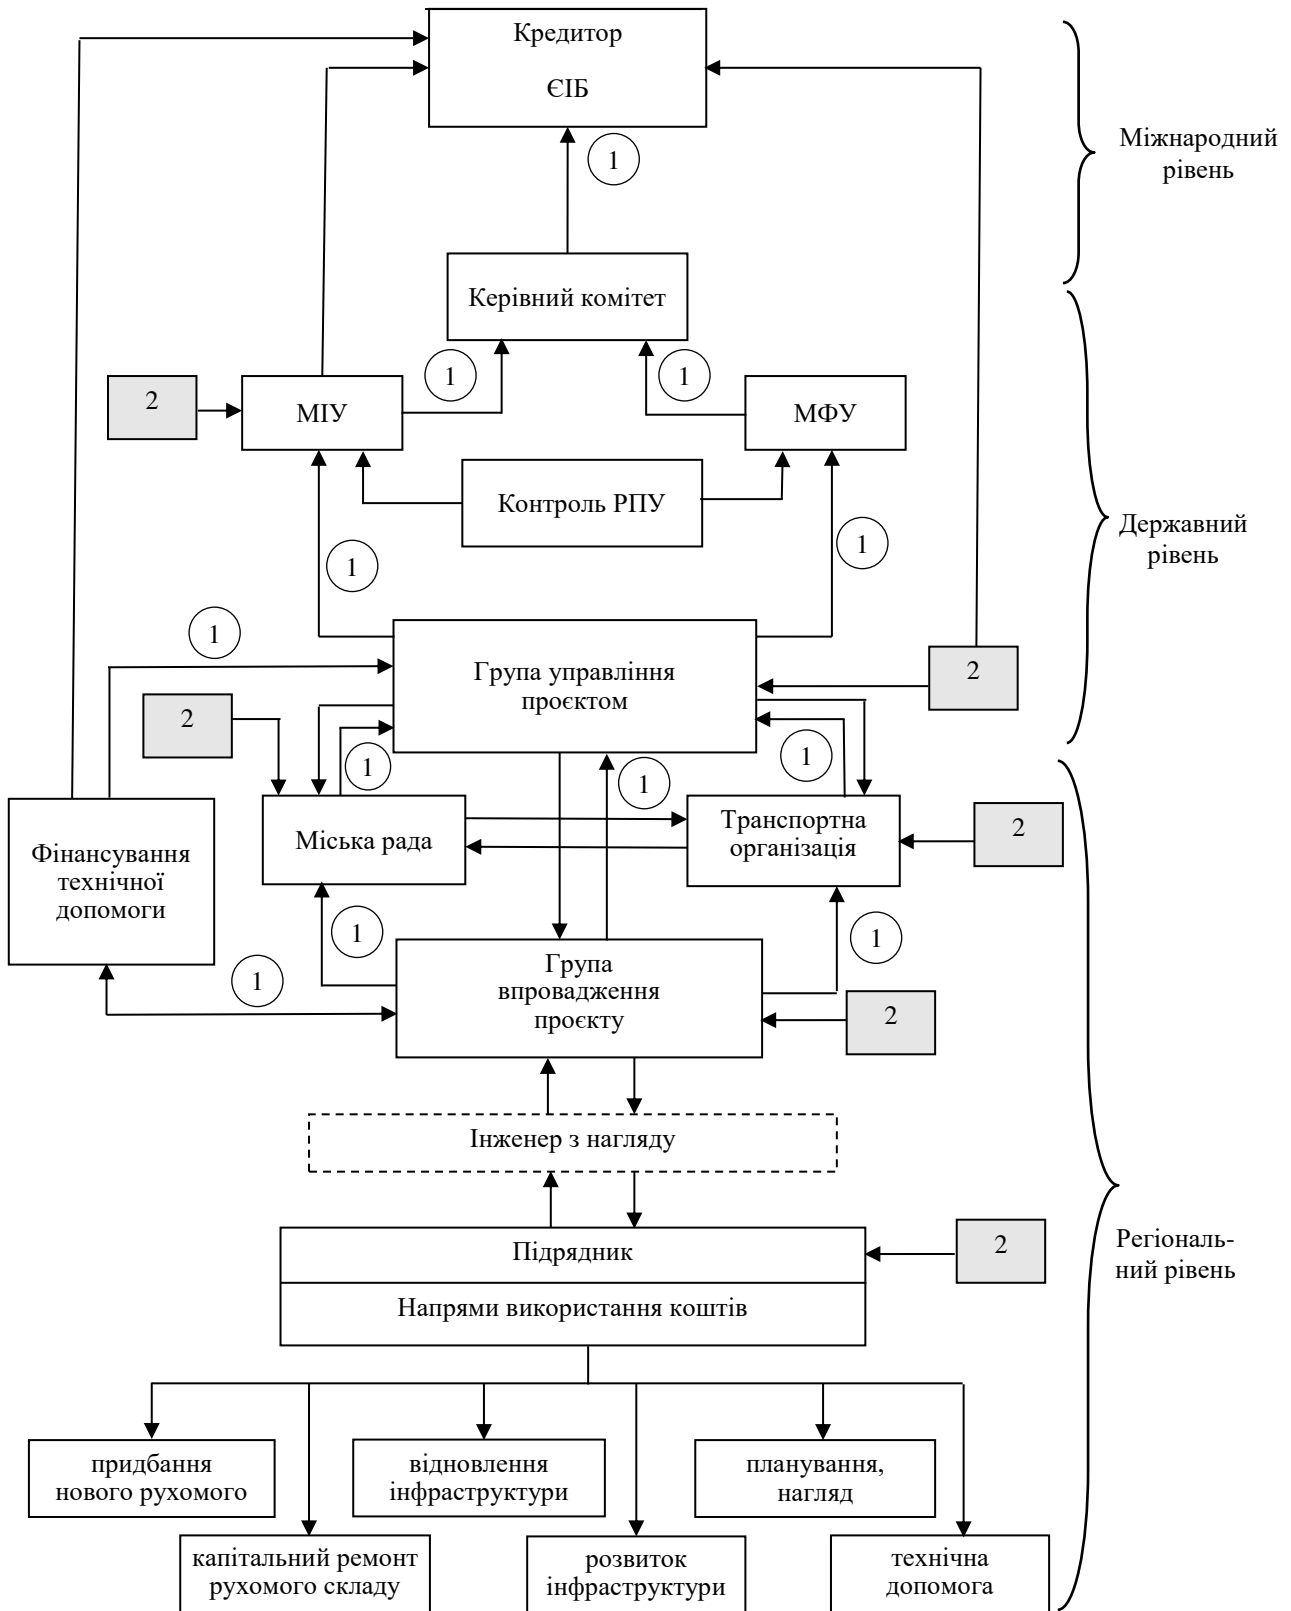 Кредитор
ЄІБ
1
Міжнародний
рівень
Керівний комітет
1
1
2
МІУ
МФУ
Контроль РПУ
Державний
рівень
1
1
1
Група управління
проєктом
2
2
1
1
1
Фінансування
технічної
допомоги
Міська рада
Транспортна
організація
2
1
1
1
Група
впровадження
проєкту
2
Інженер з нагляду
Підрядник
2
Регіональ-
ний рівень
Напрями використання коштів
придбання
нового рухомого
відновлення
інфраструктури
планування,
нагляд
капітальний ремонт
рухомого складу
розвиток
інфраструктури
технічна
допомога